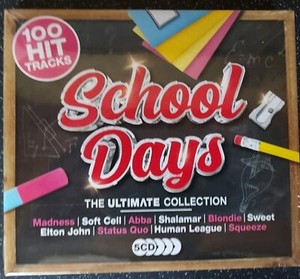 100
HIT
TRACKS
School
Days
THE ULTIMATE COLLECTION
Madness | Soft Cell | Abba | Shalamar | Blondie | Sweet
Elton John | Status Quo | Human League | Squeeze
5CD